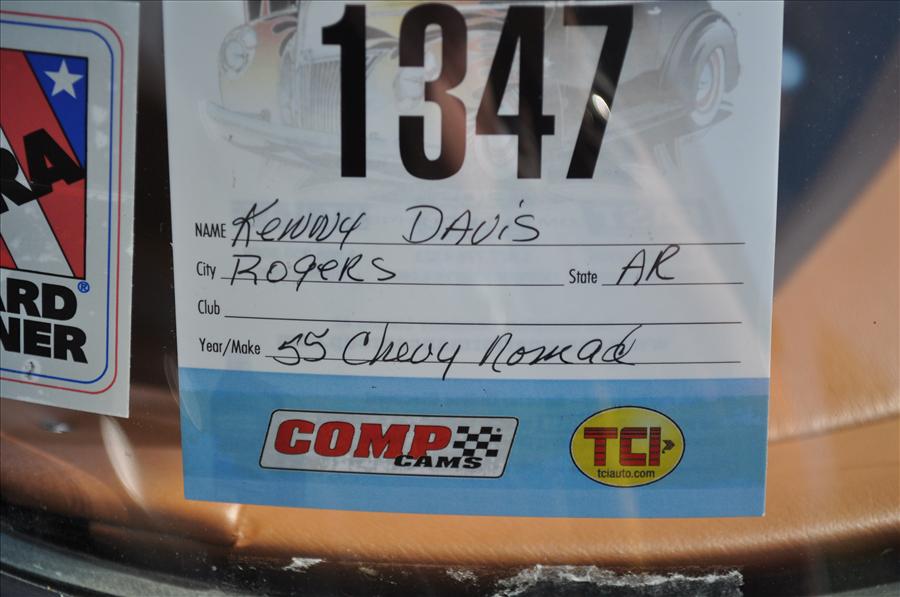 1347
NAME Kenny Davis
City Rogers State AR
Club
Year/Make 55 Chevy Nomad
COMP
CAMS
TCI
tciauto.com
RA
ARD
NER